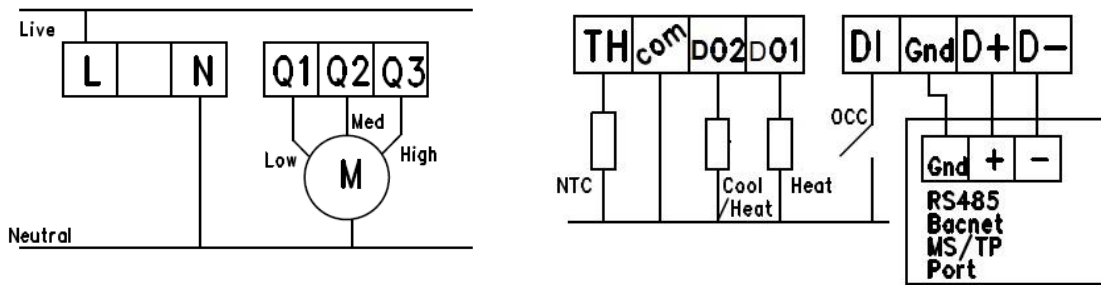 Live
L N Q1 Q2 Q3
Low Med High
M
Neutral
TH com DO2 DO1 DI Gnd D+ D-
OCC
NTC Cool Heat
/Heat
Gnd + -
RS485
Bacnet
MS/TP
Port